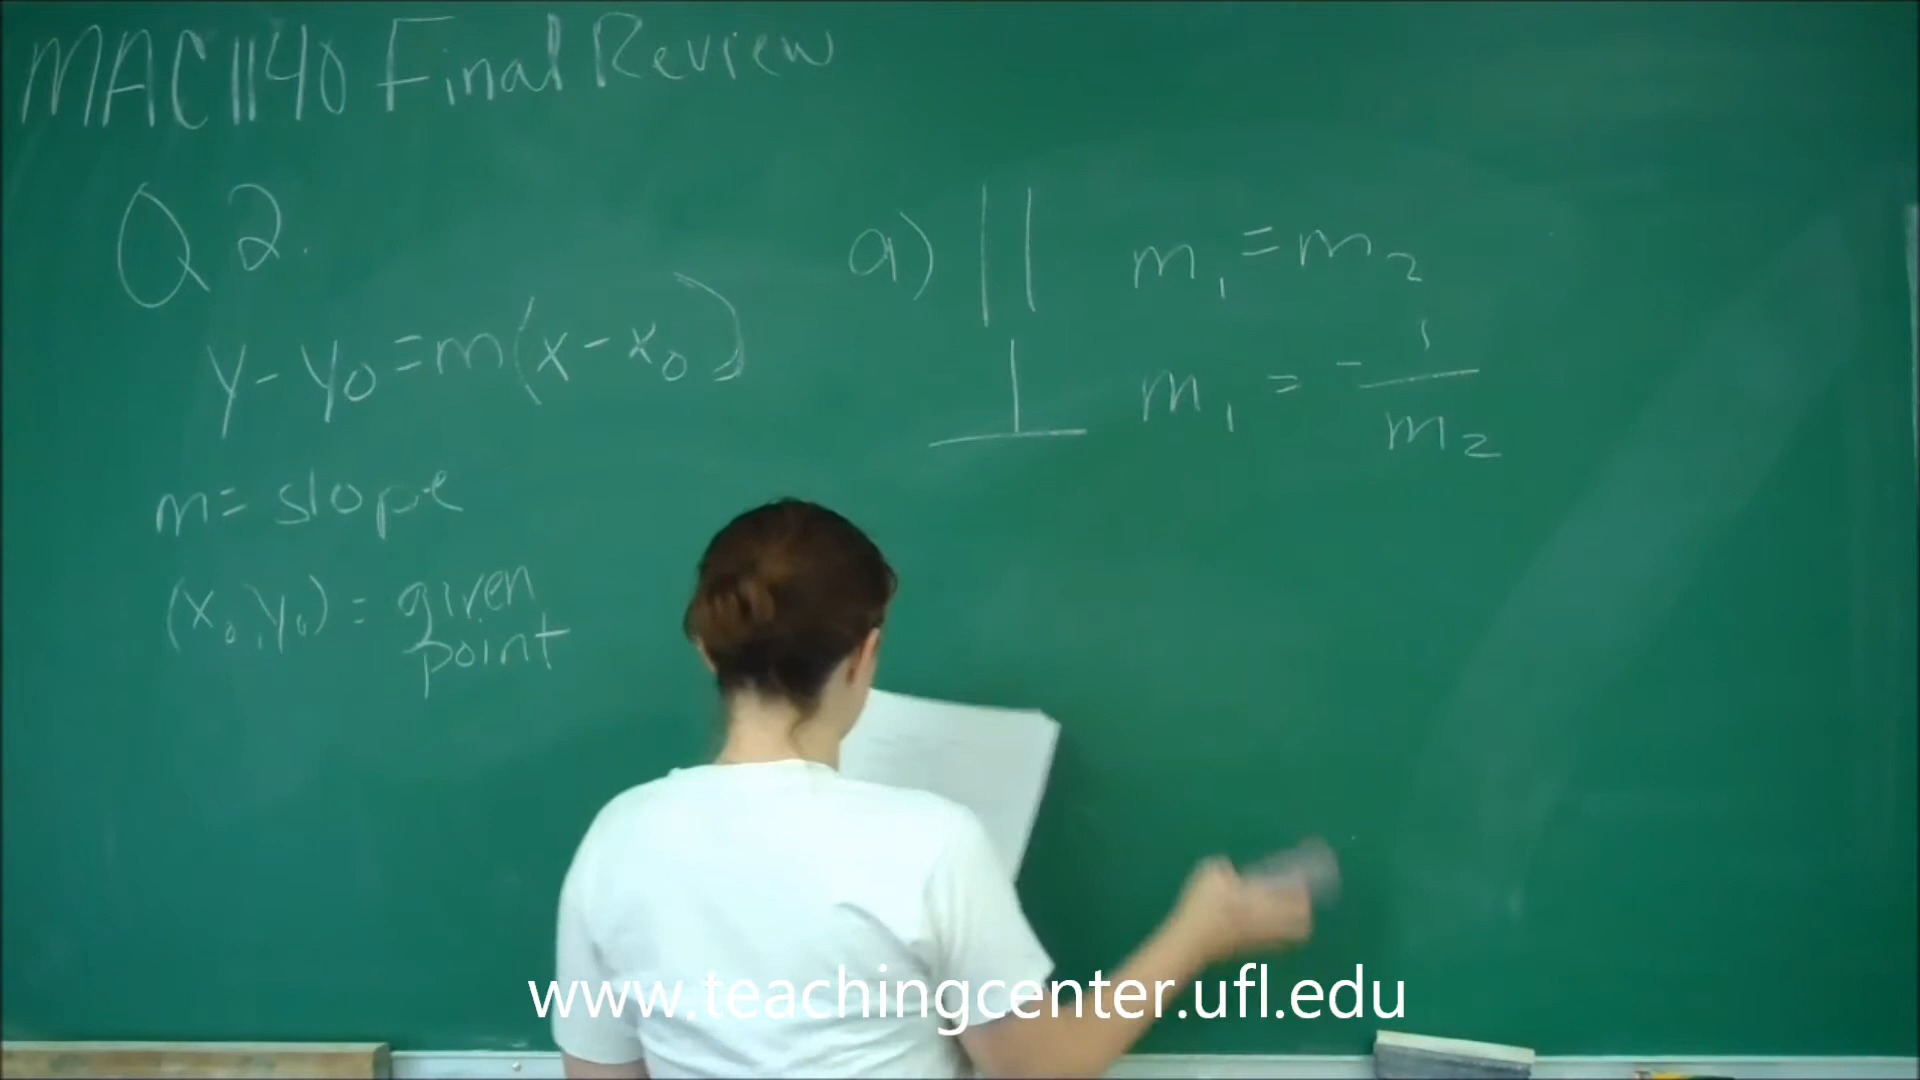 MAC1140 Final Review
Q2.
y - y₀ = m(x - x₀)
m = slope
(x₀, y₀) = given
point
a) || m₁ = m₂
⊥ m₁ = - 1/m₂
www.teachingcenter.ufl.edu